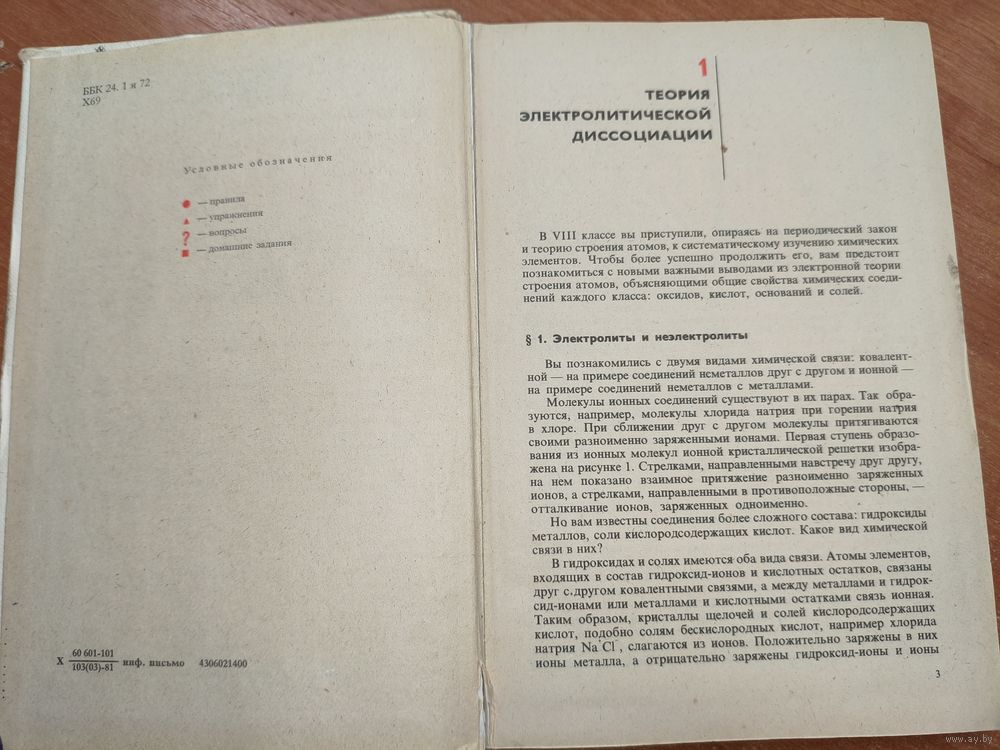 ББК 24. 1 я 72
Х69
Условные обозначения
— правила
— упражнения
? — вопросы
— домашние задания
Х 60 601-101 инф. письмо 4306021400
103(03)-81
1
ТЕОРИЯ
ЭЛЕКТРОЛИТИЧЕСКОЙ
ДИССОЦИАЦИИ
В VIII классе вы приступили, опираясь на периодический закон
и теорию строения атомов, к систематическому изучению химических
элементов. Чтобы более успешно продолжить его, вам предстоит
познакомиться с новыми важными выводами из электронной теории
строения атомов, объясняющими общие свойства химических соеди-
нений каждого класса: оксидов, кислот, оснований и солей.
§ 1. Электролиты и неэлектролиты
Вы познакомились с двумя видами химической связи: ковалент-
ной — на примере соединений неметаллов друг с другом и ионной —
на примере соединений неметаллов с металлами.
Молекулы ионных соединений существуют в их парах. Так обра-
зуются, например, молекулы хлорида натрия при горении натрия
в хлоре. При сближении друг с другом молекулы притягиваются
своими разноименно заряженными ионами. Первая ступень образо-
вания из ионных молекул ионной кристаллической решетки изобра-
жена на рисунке 1. Стрелками, направленными навстречу друг другу,
на нем показано взаимное притяжение разноименно заряженных
ионов, а стрелками, направленными в противоположные стороны, —
отталкивание ионов, заряженных одноименно.
Но вам известны соединения более сложного состава: гидроксиды
металлов, соли кислородсодержащих кислот. Какой вид химической
связи в них?
В гидроксидах и солях имеются оба вида связи. Атомы элементов,
входящих в состав гидроксид-ионов и кислотных остатков, связаны
друг с другом ковалентными связями, а между металлами и гидрок-
сид-ионами или металлами и кислотными остатками связь ионная.
Таким образом, кристаллы щелочей и солей кислородсодержащих
кислот, подобно солям бескислородных кислот, например хлорида
натрия Na⁺Cl⁻, слагаются из ионов. Положительно заряжены в них
ионы металла, а отрицательно заряжены гидроксид-ионы и ионы
3
www.ay.by